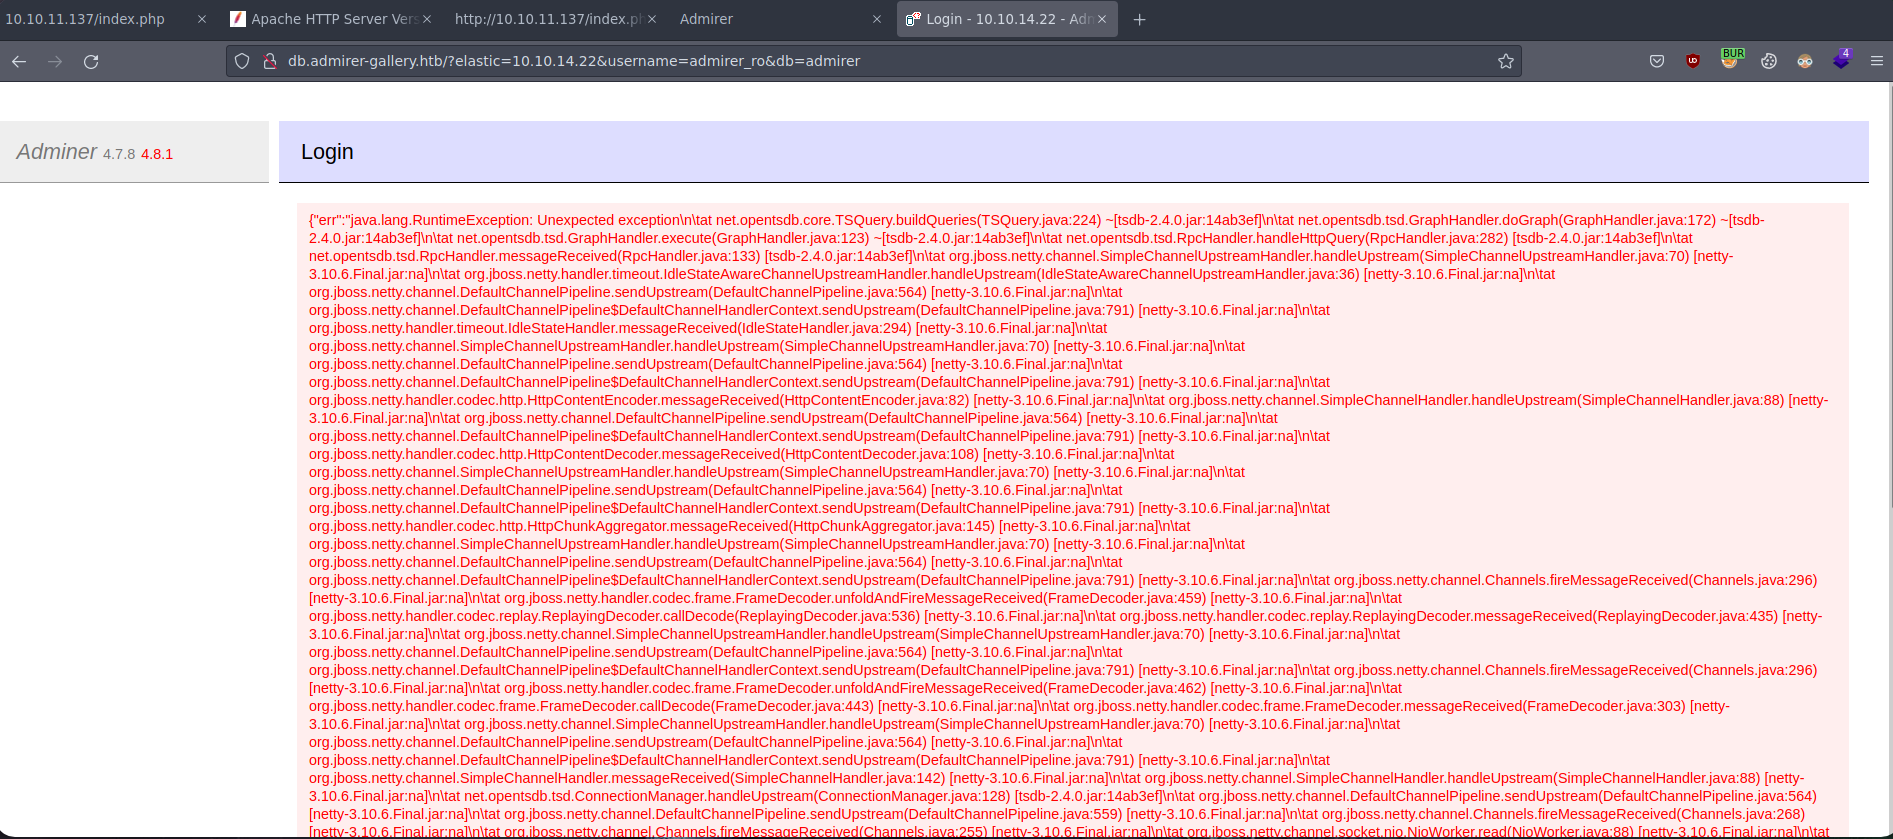 10.10.11.137/index.php
Apache HTTP Server Vers
http://10.10.11.137/index.ph
Admirer
Login - 10.10.14.22 - Adm
db.admirer-gallery.htb/?elastic=10.10.14.22&username=admirer_ro&db=admirer
BUR
4
Adminer 4.7.8 4.8.1
Login
{"err":"java.lang.RuntimeException: Unexpected exception\n\tat net.opentsdb.core.TSQuery.buildQueries(TSQuery.java:224) ~[tsdb-2.4.0.jar:14ab3ef]\n\tat net.opentsdb.tsd.GraphHandler.doGraph(GraphHandler.java:172) ~[tsd-
2.4.0.jar:14ab3ef]\n\tat net.opentsdb.tsd.GraphHandler.execute(GraphHandler.java:123) ~[tsdb-2.4.0.jar:14ab3ef]\n\tat net.opentsdb.tsd.RpcHandler.handleHttpQuery(RpcHandler.java:282) [tsdb-2.4.0.jar:14ab3ef]\n\tat
net.opentsdb.tsd.RpcHandler.messageReceived(RpcHandler.java:133) [tsdb-2.4.0.jar:14ab3ef]\n\tat org.jboss.netty.channel.SimpleChannelUpstreamHandler.handleUpstream(SimpleChannelUpstreamHandler.java:70) [netty-
3.10.6.Final.jar:na]\n\tat org.jboss.netty.handler.timeout.IdleStateAwareChannelUpstreamHandler.handleUpstream(IdleStateAwareChannelUpstreamHandler.java:36) [netty-3.10.6.Final.jar:na]\n\tat
org.jboss.netty.channel.DefaultChannelPipeline.sendUpstream(DefaultChannelPipeline.java:564) [netty-3.10.6.Final.jar:na]\n\tat
org.jboss.netty.channel.DefaultChannelPipeline$DefaultChannelHandlerContext.sendUpstream(DefaultChannelPipeline.java:791) [netty-3.10.6.Final.jar:na]\n\tat
org.jboss.netty.handler.timeout.IdleStateHandler.messageReceived(IdleStateHandler.java:294) [netty-3.10.6.Final.jar:na]\n\tat
org.jboss.netty.channel.SimpleChannelUpstreamHandler.handleUpstream(SimpleChannelUpstreamHandler.java:70) [netty-3.10.6.Final.jar:na]\n\tat
org.jboss.netty.channel.DefaultChannelPipeline.sendUpstream(DefaultChannelPipeline.java:564) [netty-3.10.6.Final.jar:na]\n\tat
org.jboss.netty.channel.DefaultChannelPipeline$DefaultChannelHandlerContext.sendUpstream(DefaultChannelPipeline.java:791) [netty-3.10.6.Final.jar:na]\n\tat
org.jboss.netty.handler.codec.http.HttpContentEncoder.messageReceived(HttpContentEncoder.java:82) [netty-3.10.6.Final.jar:na]\n\tat org.jboss.netty.channel.SimpleChannelHandler.handleUpstream(SimpleChannelHandler.java:88) [netty-
3.10.6.Final.jar:na]\n\tat org.jboss.netty.channel.DefaultChannelPipeline.sendUpstream(DefaultChannelPipeline.java:564) [netty-3.10.6.Final.jar:na]\n\tat
org.jboss.netty.channel.DefaultChannelPipeline$DefaultChannelHandlerContext.sendUpstream(DefaultChannelPipeline.java:791) [netty-3.10.6.Final.jar:na]\n\tat
org.jboss.netty.handler.codec.http.HttpContentDecoder.messageReceived(HttpContentDecoder.java:108) [netty-3.10.6.Final.jar:na]\n\tat
org.jboss.netty.channel.SimpleChannelUpstreamHandler.handleUpstream(SimpleChannelUpstreamHandler.java:70) [netty-3.10.6.Final.jar:na]\n\tat
org.jboss.netty.channel.DefaultChannelPipeline.sendUpstream(DefaultChannelPipeline.java:564) [netty-3.10.6.Final.jar:na]\n\tat
org.jboss.netty.channel.DefaultChannelPipeline$DefaultChannelHandlerContext.sendUpstream(DefaultChannelPipeline.java:791) [netty-3.10.6.Final.jar:na]\n\tat
org.jboss.netty.handler.codec.http.HttpChunkAggregator.messageReceived(HttpChunkAggregator.java:145) [netty-3.10.6.Final.jar:na]\n\tat
org.jboss.netty.channel.SimpleChannelUpstreamHandler.handleUpstream(SimpleChannelUpstreamHandler.java:70) [netty-3.10.6.Final.jar:na]\n\tat
org.jboss.netty.channel.DefaultChannelPipeline.sendUpstream(DefaultChannelPipeline.java:564) [netty-3.10.6.Final.jar:na]\n\tat
org.jboss.netty.channel.DefaultChannelPipeline$DefaultChannelHandlerContext.sendUpstream(DefaultChannelPipeline.java:791) [netty-3.10.6.Final.jar:na]\n\tat org.jboss.netty.channel.Channels.fireMessageReceived(Channels.java:296)
[netty-3.10.6.Final.jar:na]\n\tat org.jboss.netty.handler.codec.frame.FrameDecoder.unfoldAndFireMessageReceived(FrameDecoder.java:459) [netty-3.10.6.Final.jar:na]\n\tat
org.jboss.netty.handler.codec.replay.ReplayingDecoder.callDecode(ReplayingDecoder.java:536) [netty-3.10.6.Final.jar:na]\n\tat org.jboss.netty.handler.codec.replay.ReplayingDecoder.messageReceived(ReplayingDecoder.java:435) [netty-
3.10.6.Final.jar:na]\n\tat org.jboss.netty.channel.SimpleChannelUpstreamHandler.handleUpstream(SimpleChannelUpstreamHandler.java:70) [netty-3.10.6.Final.jar:na]\n\tat
org.jboss.netty.channel.DefaultChannelPipeline.sendUpstream(DefaultChannelPipeline.java:564) [netty-3.10.6.Final.jar:na]\n\tat
org.jboss.netty.channel.DefaultChannelPipeline$DefaultChannelHandlerContext.sendUpstream(DefaultChannelPipeline.java:791) [netty-3.10.6.Final.jar:na]\n\tat org.jboss.netty.channel.Channels.fireMessageReceived(Channels.java:296)
[netty-3.10.6.Final.jar:na]\n\tat org.jboss.netty.handler.codec.frame.FrameDecoder.unfoldAndFireMessageReceived(FrameDecoder.java:462) [netty-3.10.6.Final.jar:na]\n\tat
org.jboss.netty.handler.codec.frame.FrameDecoder.callDecode(FrameDecoder.java:443) [netty-3.10.6.Final.jar:na]\n\tat org.jboss.netty.handler.codec.frame.FrameDecoder.messageReceived(FrameDecoder.java:303) [netty-
3.10.6.Final.jar:na]\n\tat org.jboss.netty.channel.SimpleChannelUpstreamHandler.handleUpstream(SimpleChannelUpstreamHandler.java:70) [netty-3.10.6.Final.jar:na]\n\tat
org.jboss.netty.channel.DefaultChannelPipeline.sendUpstream(DefaultChannelPipeline.java:564) [netty-3.10.6.Final.jar:na]\n\tat
org.jboss.netty.channel.DefaultChannelPipeline$DefaultChannelHandlerContext.sendUpstream(DefaultChannelPipeline.java:791) [netty-3.10.6.Final.jar:na]\n\tat
org.jboss.netty.channel.SimpleChannelHandler.messageReceived(SimpleChannelHandler.java:142) [netty-3.10.6.Final.jar:na]\n\tat org.jboss.netty.channel.SimpleChannelHandler.handleUpstream(SimpleChannelHandler.java:88) [netty-
3.10.6.Final.jar:na]\n\tat net.opentsdb.tsd.ConnectionManager.handleUpstream(ConnectionManager.java:128) [tsdb-2.4.0.jar:14ab3ef]\n\tat org.jboss.netty.channel.DefaultChannelPipeline.sendUpstream(DefaultChannelPipeline.java:564)
[netty-3.10.6.Final.jar:na]\n\tat org.jboss.netty.channel.DefaultChannelPipeline.sendUpstream(DefaultChannelPipeline.java:559) [netty-3.10.6.Final.jar:na]\n\tat org.jboss.netty.channel.Channels.fireMessageReceived(Channels.java:268)
[netty-3.10.6.Final.jar:na]\n\tat org.jboss.netty.channel.Channels.fireMessageReceived(Channels.java:255) [netty-3.10.6.Final.jar:na]\n\tat org.jboss.netty.channel.socket.nio.NioWorker.read(NioWorker.java:88) [netty-3.10.6.Final.jar:na]\n\tat